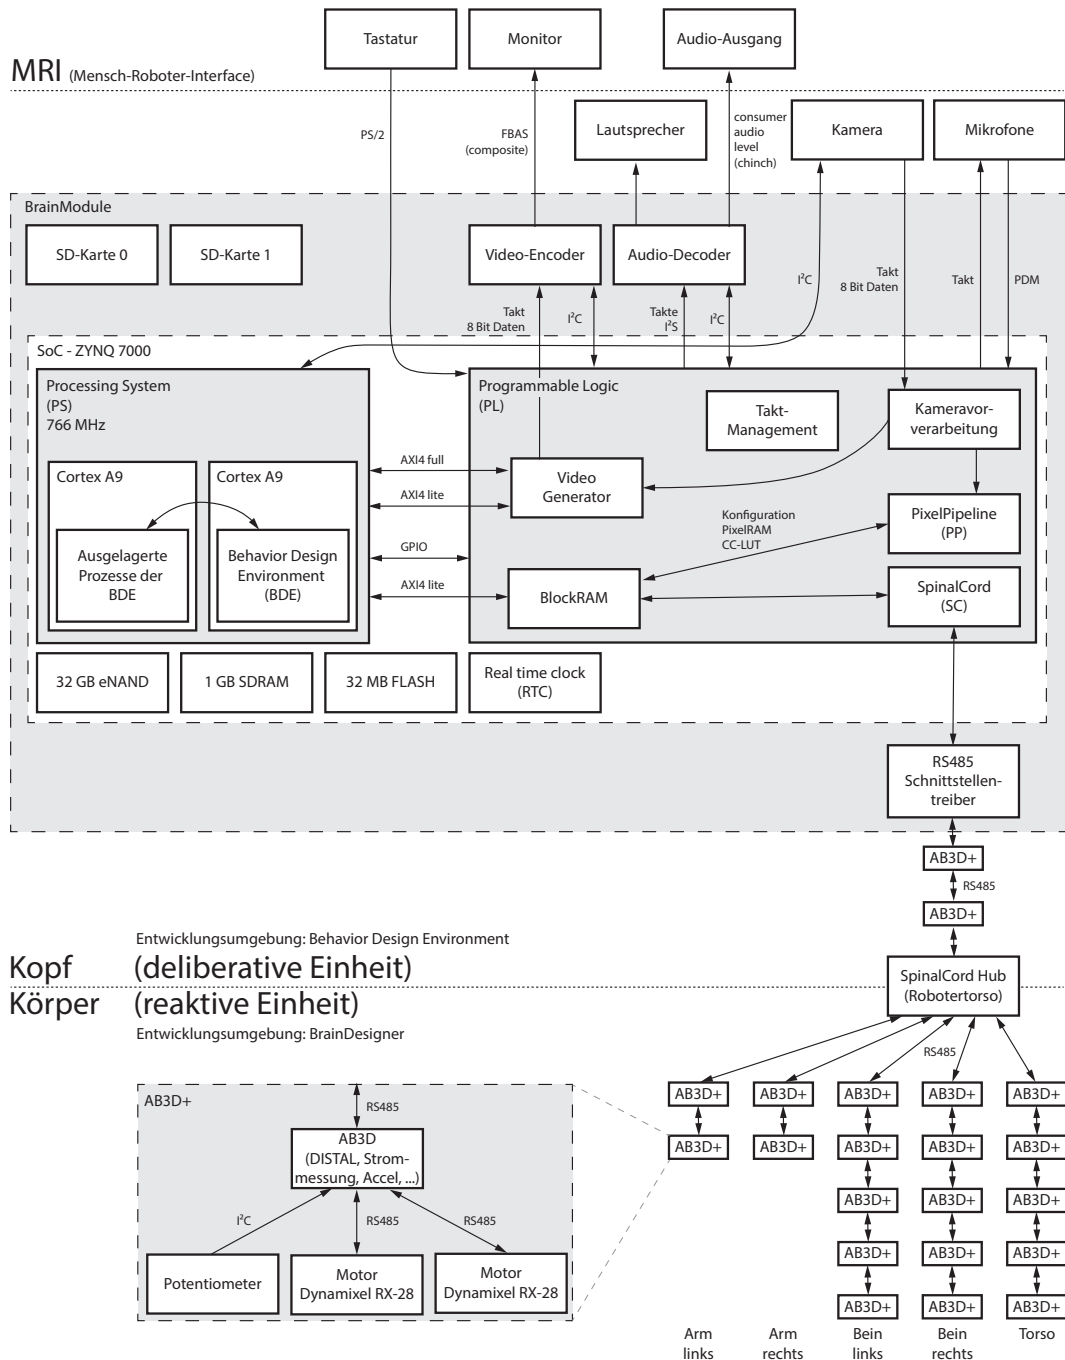 Tastatur
Monitor
Audio-Ausgang
MRI (Mensch-Roboter-Interface)
PS/2
FBAS
(composite)
Lautsprecher
consumer
audio
level
(chinch)
Kamera
Mikrofone
BrainModule
SD-Karte 0
SD-Karte 1
Video-Encoder
Audio-Decoder
Takt
8 Bit Daten
I²C
Takte
I²S
I²C
I²C
Takt
8 Bit Daten
Takt
PDM
SoC - ZYNQ 7000
Processing System
(PS)
766 MHz
Programmable Logic
(PL)
Takt-
Management
Kameravor-
verarbeitung
Cortex A9
Cortex A9
AXI4 full
AXI4 lite
GPIO
AXI4 lite
Video
Generator
Konfiguration
PixelRAM
CC-LUT
PixelPipeline
(PP)
Ausgelagerte
Prozesse der
BDE
Behavior Design
Environment
(BDE)
BlockRAM
SpinalCord
(SC)
32 GB eNAND
1 GB SDRAM
32 MB FLASH
Real time clock
(RTC)
RS485
Schnittstellen-
treiber
AB3D+
RS485
AB3D+
Entwicklungsumgebung: Behavior Design Environment
Kopf (deliberative Einheit)
SpinalCord Hub
(Robotertorso)
Körper (reaktive Einheit)
Entwicklungsumgebung: BrainDesigner
RS485
AB3D+
RS485
AB3D
(DISTAL, Strom-
messung, Accel, ...)
I²C
RS485
RS485
Potentiometer
Motor
Dynamixel RX-28
Motor
Dynamixel RX-28
AB3D+ AB3D+ AB3D+ AB3D+ AB3D+
AB3D+ AB3D+ AB3D+ AB3D+ AB3D+
AB3D+ AB3D+ AB3D+
AB3D+ AB3D+ AB3D+
AB3D+ AB3D+ AB3D+
Arm
links
Arm
rechts
Bein
links
Bein
rechts
Torso